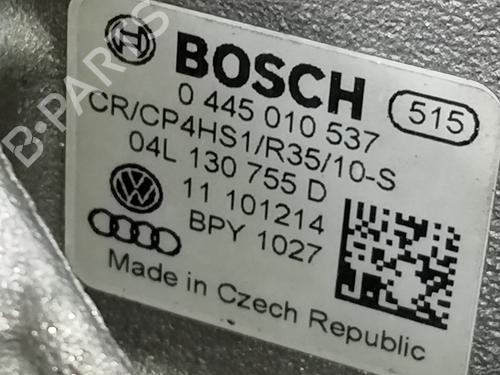 BOSCH
0 445 010 537
515
CR/CP4HS1/R35/10-S
04L 130 755 D
11 101214
BPY 1027
Made in Czech Republic
B-PARTS